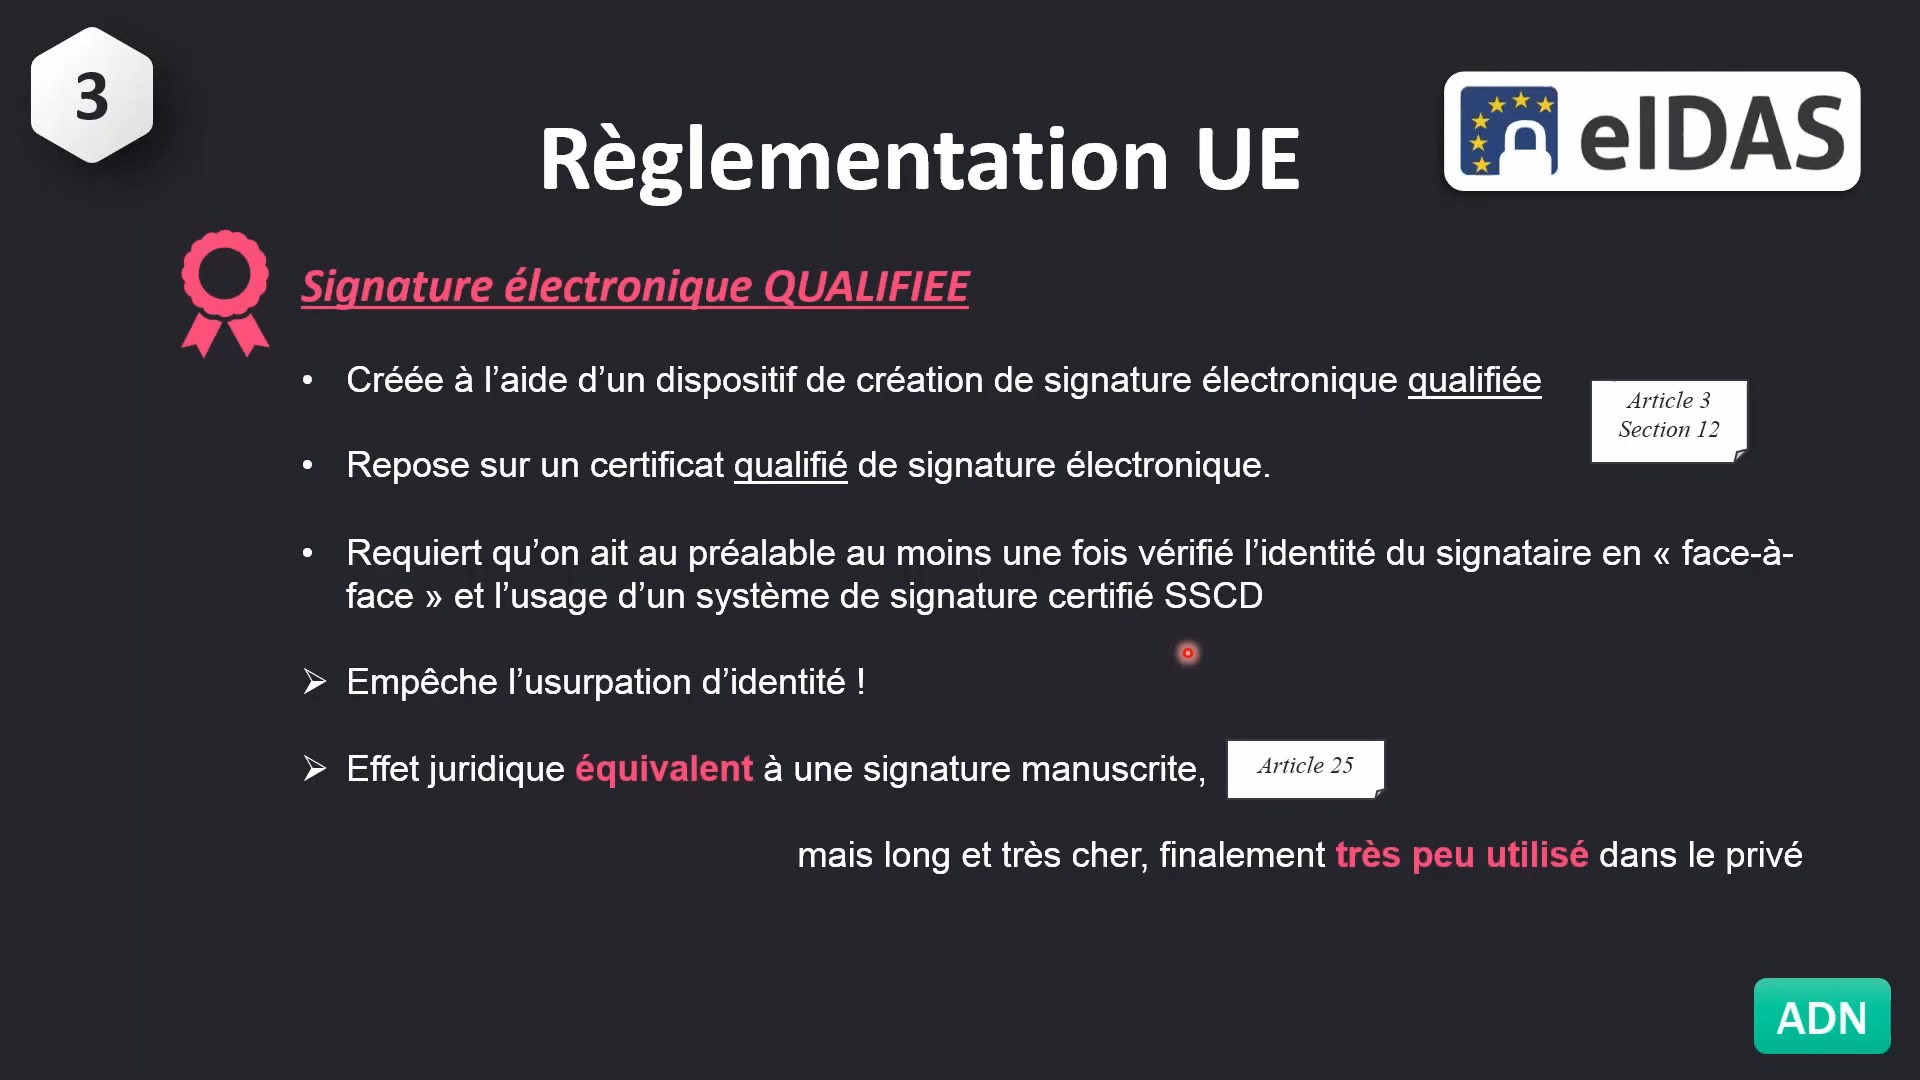 3
Règlementation UE
eIDAS
Signature électronique QUALIFIEE
• Créée à l’aide d’un dispositif de création de signature électronique qualifiée
Article 3
Section 12
• Repose sur un certificat qualifié de signature électronique.
• Requiert qu’on ait au préalable au moins une fois vérifié l’identité du signataire en « face-à-
face » et l’usage d’un système de signature certifié SSCD
➢ Empêche l’usurpation d’identité !
➢ Effet juridique équivalent à une signature manuscrite,
Article 25
mais long et très cher, finalement très peu utilisé dans le privé
ADN